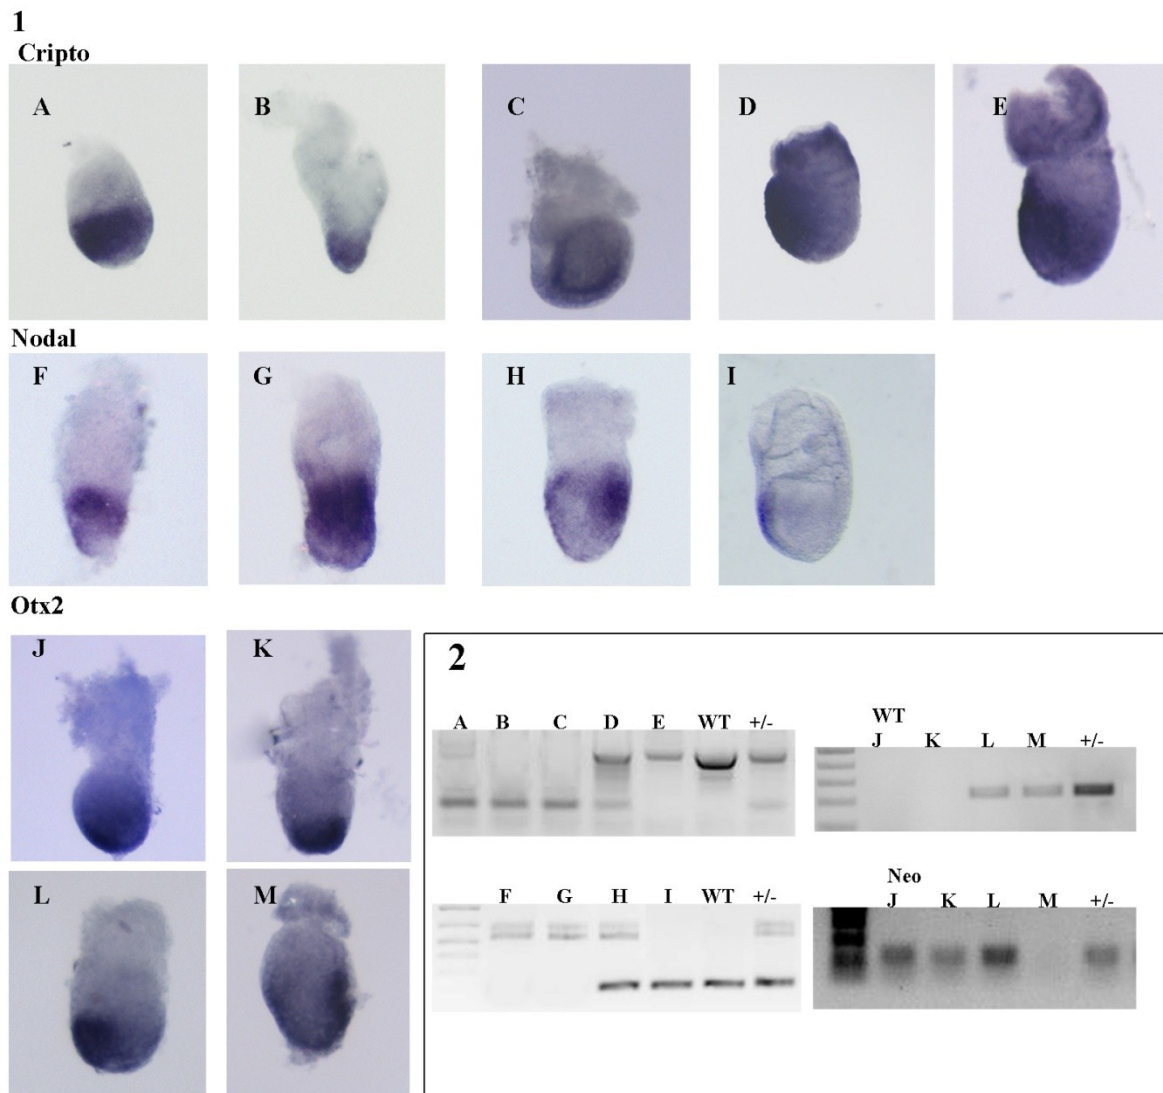 1
Cripto
A B C D E
Nodal
F G H I
Otx2
J K
L M
2
A B C D E WT +/-
WT
J K L M +/-
F G H I WT +/-
Neo
J K L M +/-